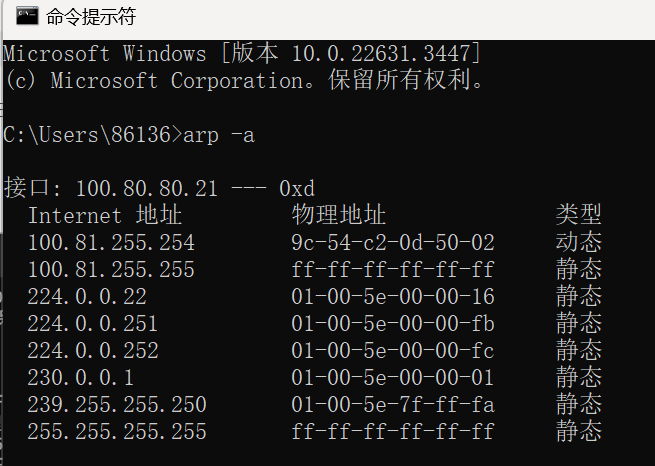 命令提示符
Microsoft Windows [版本 10.0.22631.3447]
(c) Microsoft Corporation。保留所有权利。
C:\Users\86136>arp -a
接口: 100.80.80.21 --- 0xd
Internet 地址 物理地址 类型
100.81.255.254 9c-54-c2-0d-50-02 动态
100.81.255.255 ff-ff-ff-ff-ff-ff 静态
224.0.0.22 01-00-5e-00-00-16 静态
224.0.0.251 01-00-5e-00-00-fb 静态
224.0.0.252 01-00-5e-00-00-fc 静态
230.0.0.1 01-00-5e-00-00-01 静态
239.255.255.250 01-00-5e-7f-ff-fa 静态
255.255.255.255 ff-ff-ff-ff-ff-ff 静态